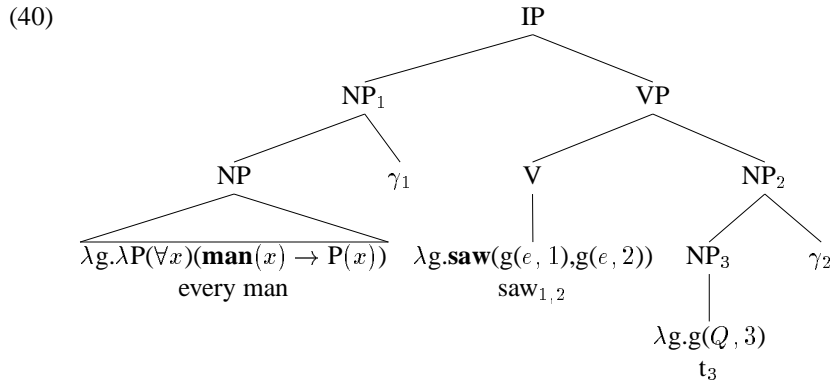 (40)
IP
NP₁ VP
NP γ₁ V NP₂
λg.λP(∀x)(man(x) → P(x)) λg.saw(g(e, 1),g(e, 2)) NP₃ γ₂
every man saw₁,₂
λg.g(Q, 3)
t₃